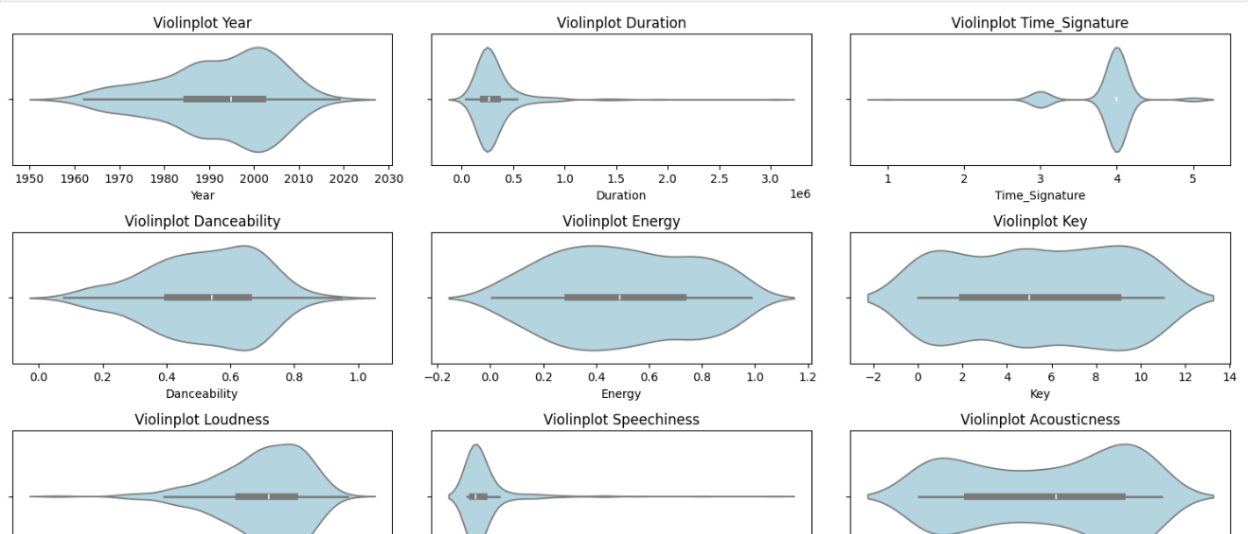 Violinplot Year Violinplot Duration Violinplot Time_Signature
1950 1960 1970 1980 1990 2000 2010 2020 2030 0.0 0.5 1.0 1.5 2.0 2.5 3.0 1 2 3 4 5
Year Duration 1e6 Time_Signature
Violinplot Danceability Violinplot Energy Violinplot Key
0.0 0.2 0.4 0.6 0.8 1.0 −0.2 0.0 0.2 0.4 0.6 0.8 1.0 1.2 −2 0 2 4 6 8 10 12 14
Danceability Energy Key
Violinplot Loudness Violinplot Speechiness Violinplot Acousticness